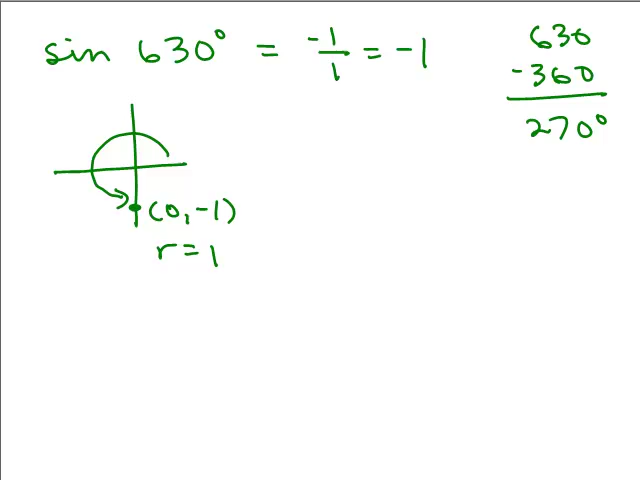 sin 630° = -1/1 = -1
630
-360
270°
(0, -1)
r = 1